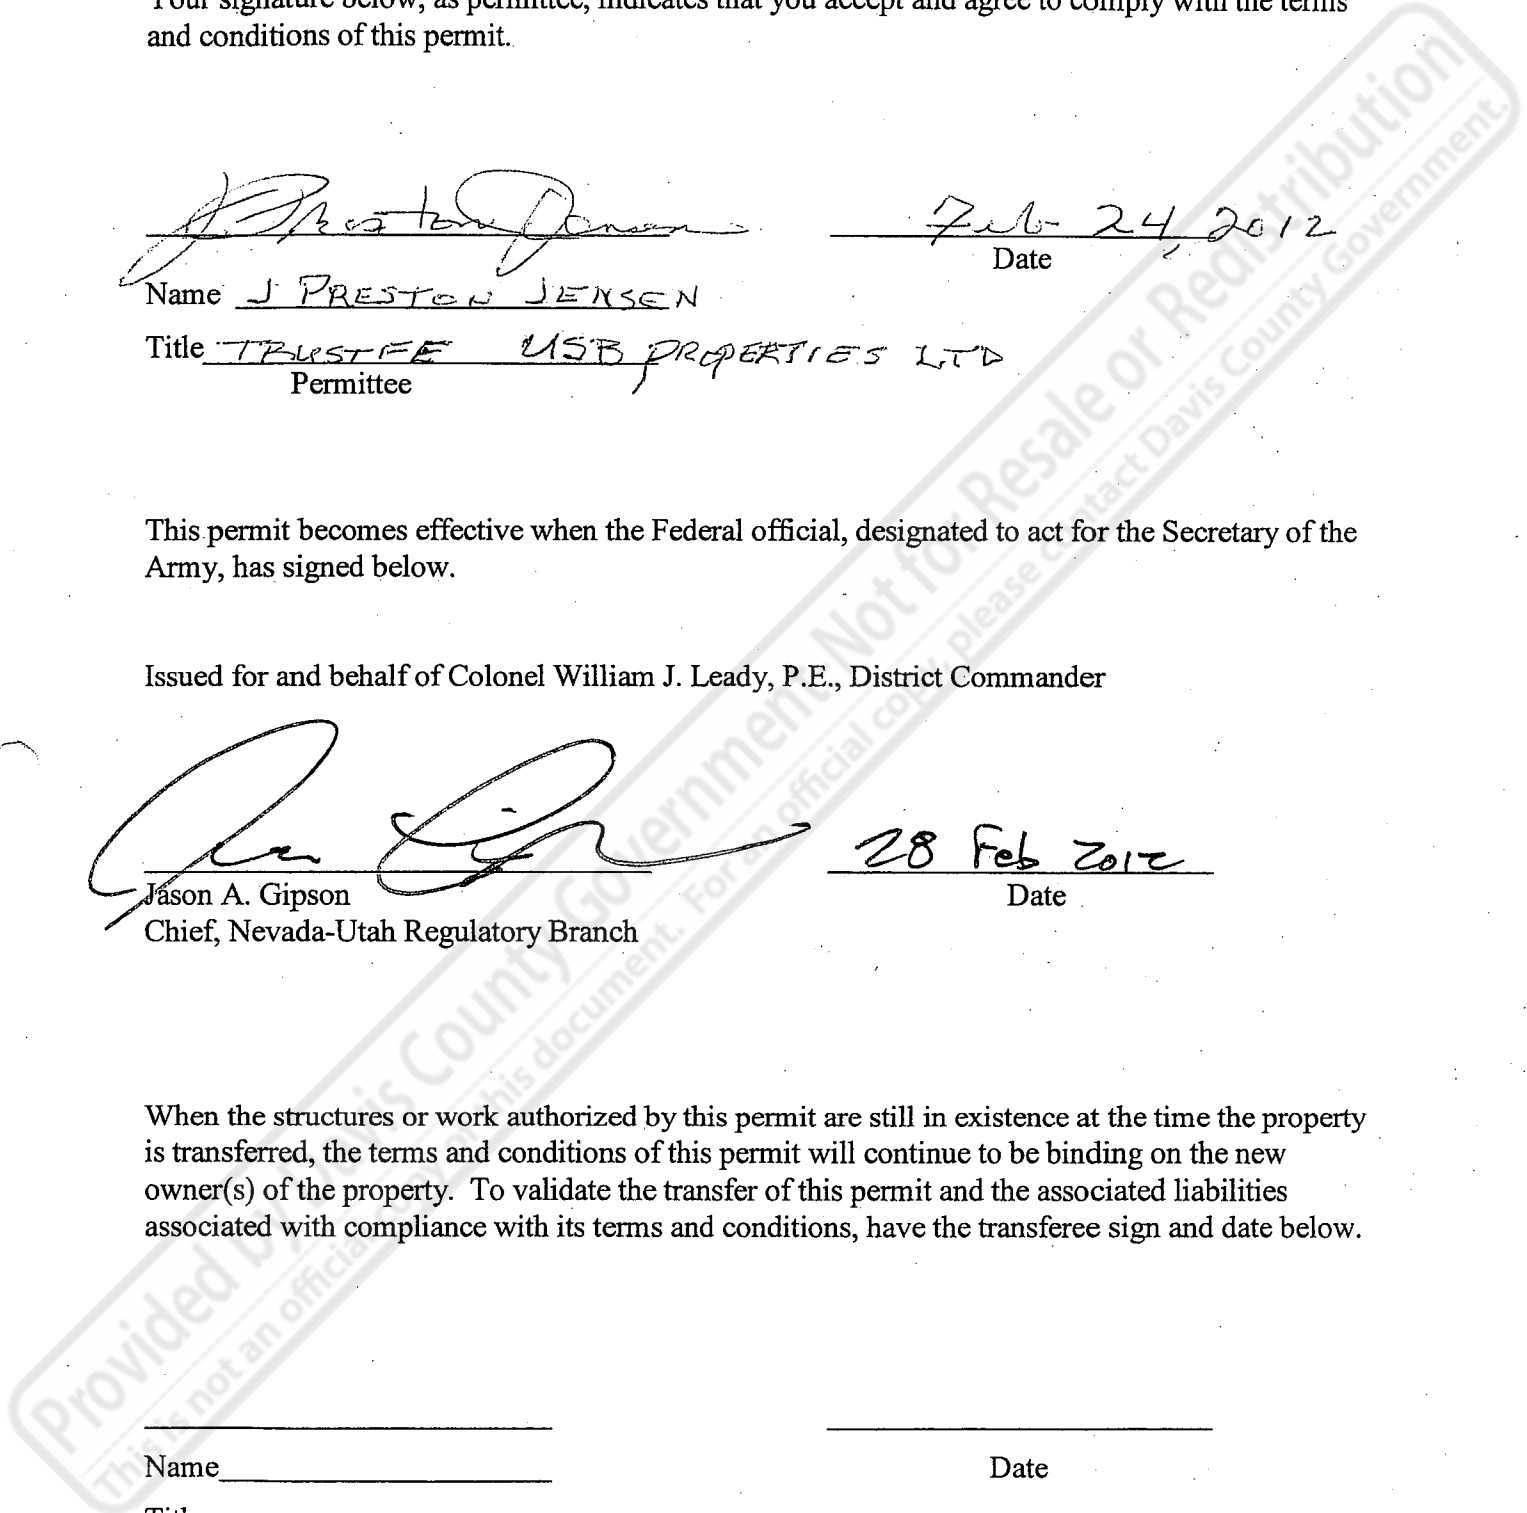 Your signature below, as permittee, indicates that you accept and agree to comply with the terms
and conditions of this permit.
J. Preston Jensen
Feb 24, 2012
Date
Name J PRESTON JENSEN
Title TRUSTEE USB PROPERTIES LTD
Permittee
This permit becomes effective when the Federal official, designated to act for the Secretary of the
Army, has signed below.
Issued for and behalf of Colonel William J. Leady, P.E., District Commander
28 Feb 2012
Jason A. Gipson
Date
Chief, Nevada-Utah Regulatory Branch
When the structures or work authorized by this permit are still in existence at the time the property
is transferred, the terms and conditions of this permit will continue to be binding on the new
owner(s) of the property. To validate the transfer of this permit and the associated liabilities
associated with compliance with its terms and conditions, have the transferee sign and date below.
Name
Date
Provided by Davis County Government Not for Resale or Redistribution
This is not an official copy of this document. For an official copy, please contact Davis County Government.